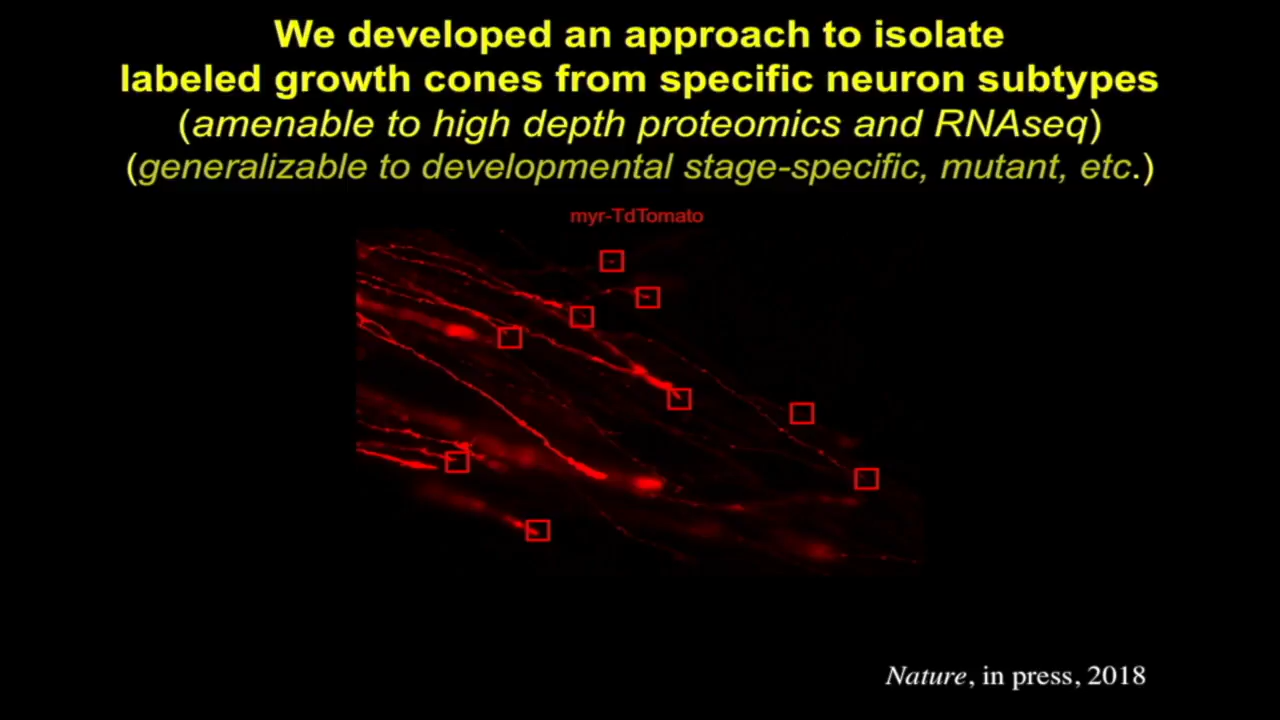 We developed an approach to isolate
labeled growth cones from specific neuron subtypes
(amenable to high depth proteomics and RNAseq)
(generalizable to developmental stage-specific, mutant, etc.)
myr-TdTomato
Nature, in press, 2018